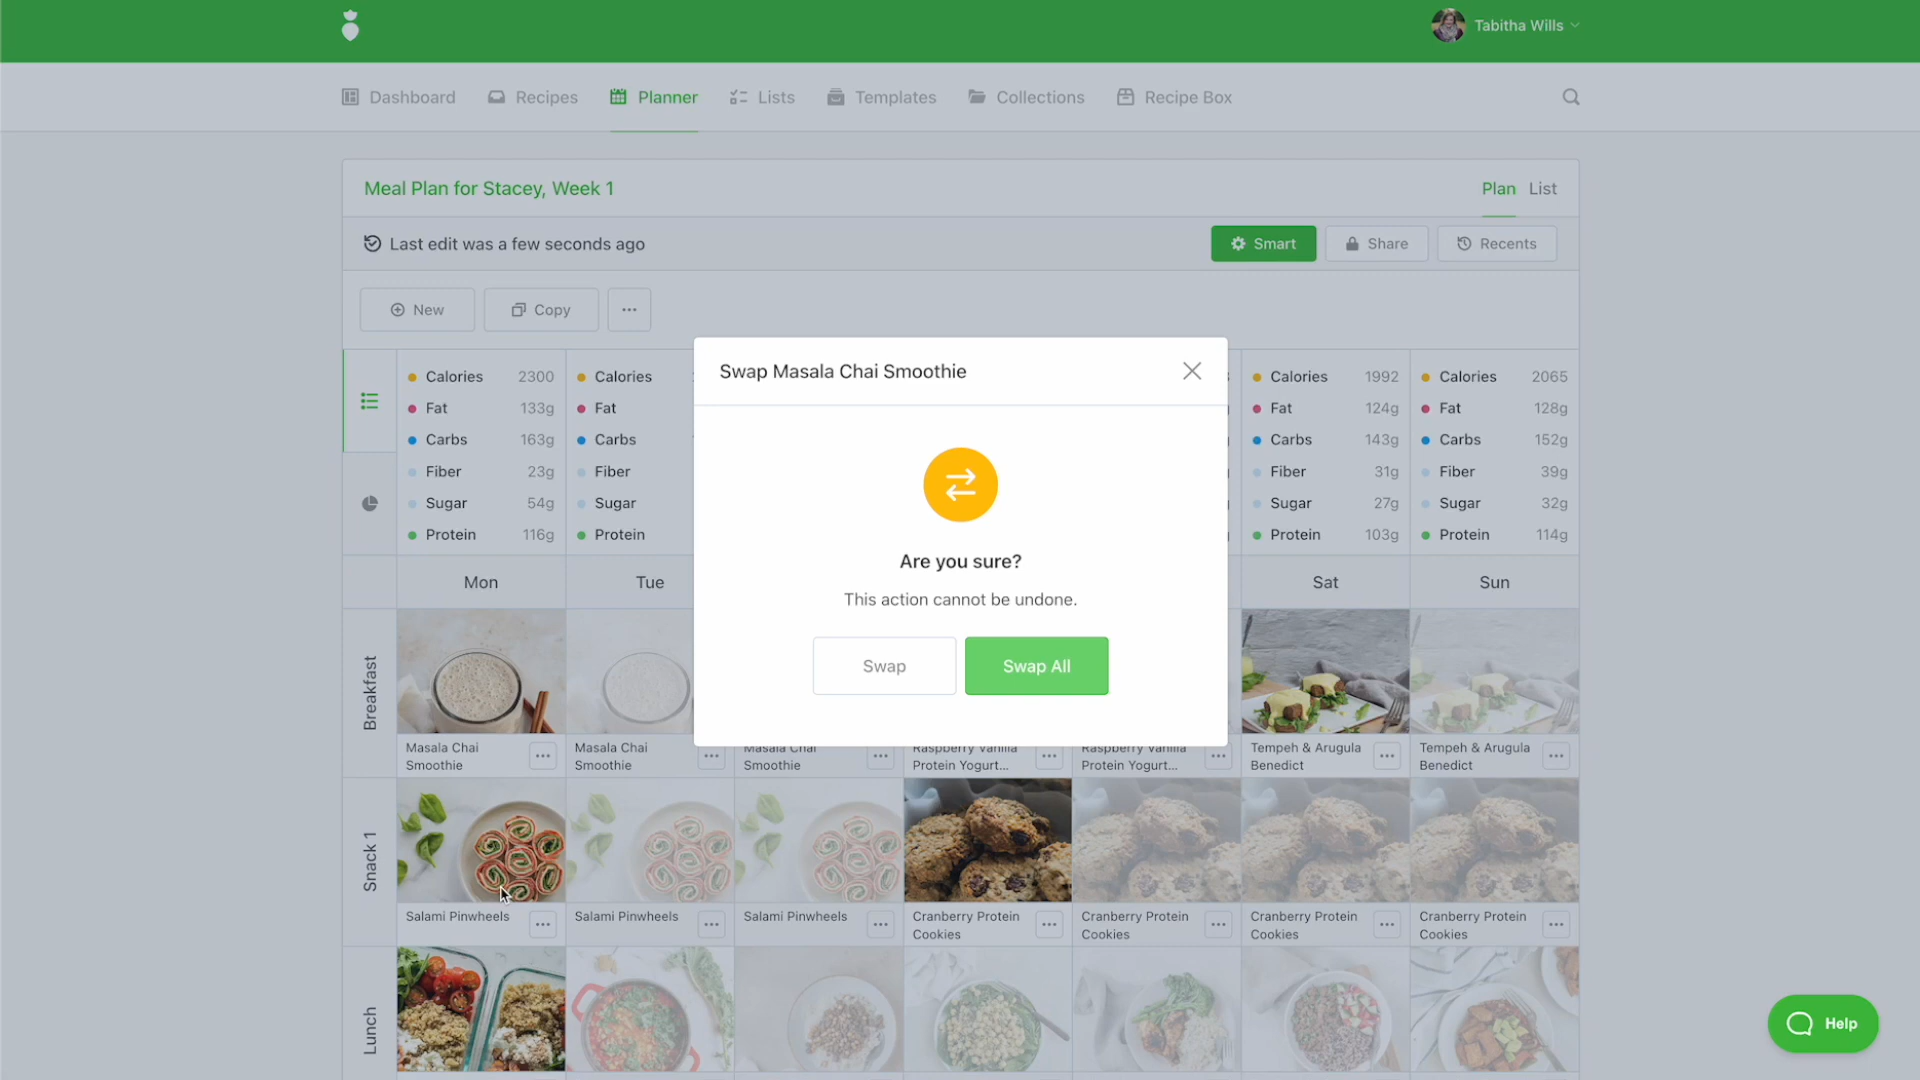 Tabitha Wills
Dashboard Recipes Planner Lists Templates Collections Recipe Box
Meal Plan for Stacey, Week 1
Plan List
Last edit was a few seconds ago
Smart Share Recents
New Copy
Swap Masala Chai Smoothie
Are you sure?
This action cannot be undone.
Swap Swap All
Calories 2300 Calories Calories 1992 Calories 2065
Fat 133g Fat Fat 124g Fat 128g
Carbs 163g Carbs Carbs 143g Carbs 152g
Fiber 23g Fiber Fiber 31g Fiber 39g
Sugar 54g Sugar Sugar 27g Sugar 32g
Protein 116g Protein Protein 103g Protein 114g
Mon Tue Sat Sun
Breakfast
Masala Chai Masala Chai Masala Chai Raspberry Vanilla Raspberry Vanilla Tempeh & Arugula Tempeh & Arugula
Smoothie Smoothie Smoothie Protein Yogurt... Protein Yogurt... Benedict Benedict
Snack 1
Salami Pinwheels Salami Pinwheels Salami Pinwheels Cranberry Protein Cranberry Protein Cranberry Protein Cranberry Protein
Cookies Cookies Cookies Cookies
Lunch
Help